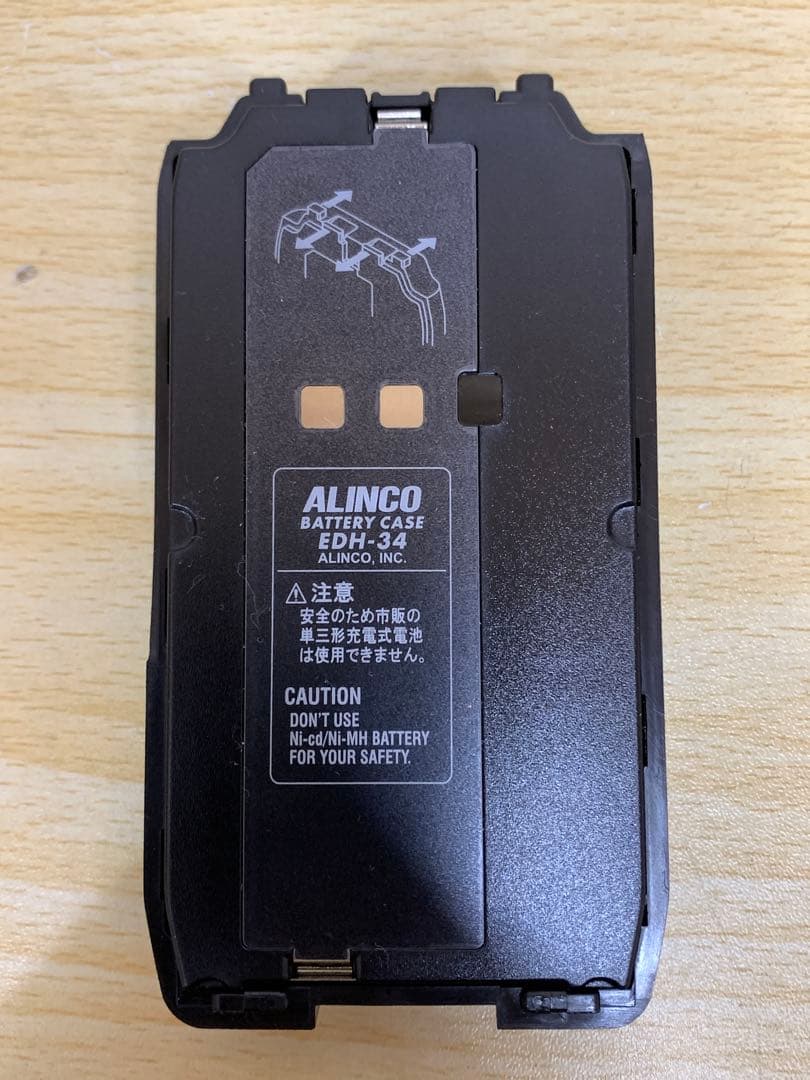 ALINCO
BATTERY CASE
EDH-34
ALINCO, INC.
⚠注意
安全のため市販の
単三形充電式電池
は使用できません。
CAUTION
DON'T USE
Ni-cd/Ni-MH BATTERY
FOR YOUR SAFETY.